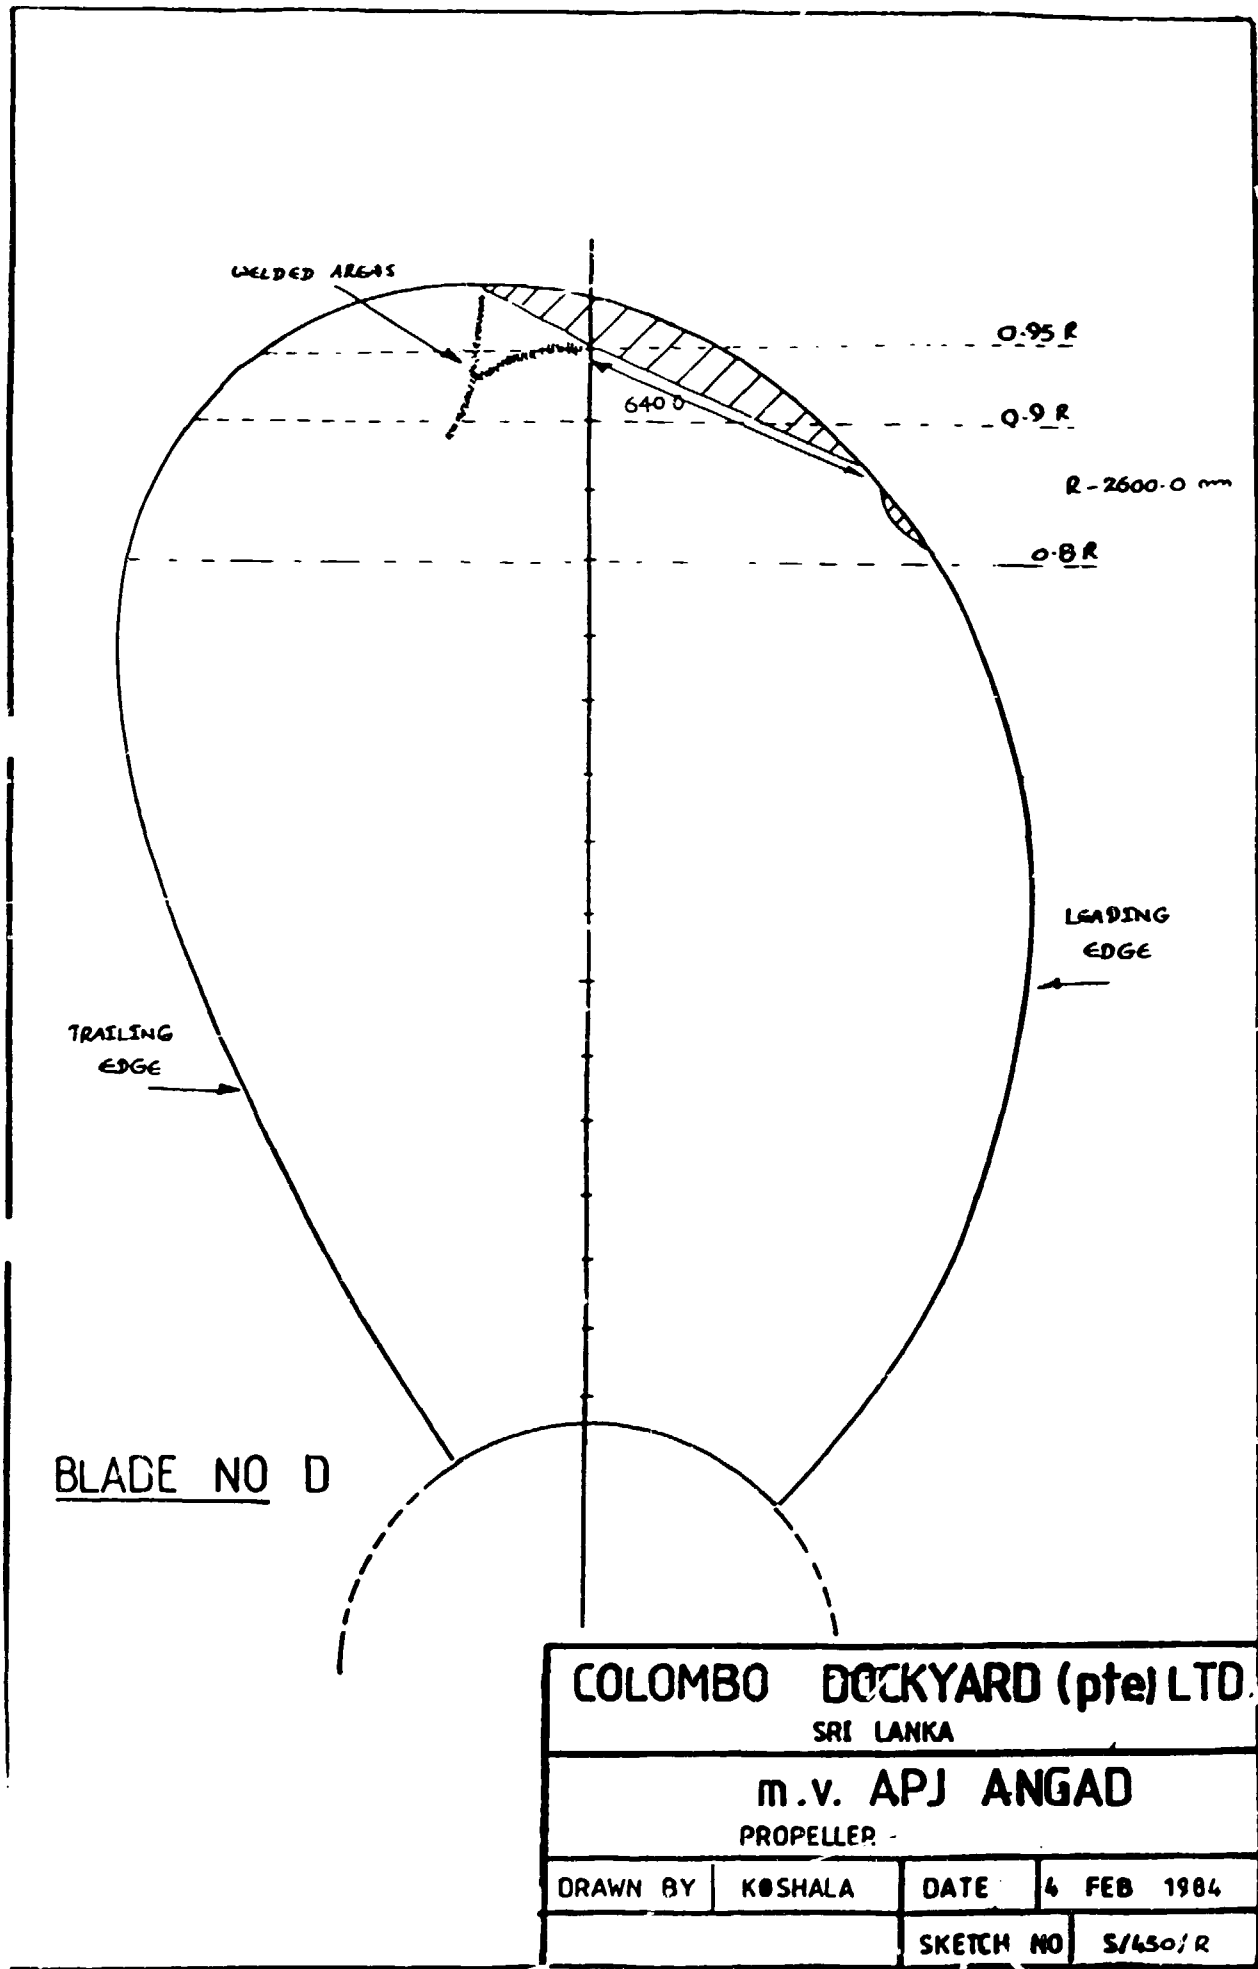 WELDED AREAS
0.95 R
640 0
0.9 R
R-2600.0 mm
0.8 R
LEADING
EDGE
TRAILING
EDGE
BLADE NO D
COLOMBO DOCKYARD (pte) LTD.
SRI LANKA
m.v. APJ ANGAD
PROPELLER
DRAWN BY KOSHALA DATE 4 FEB 1984
SKETCH NO S/450/R